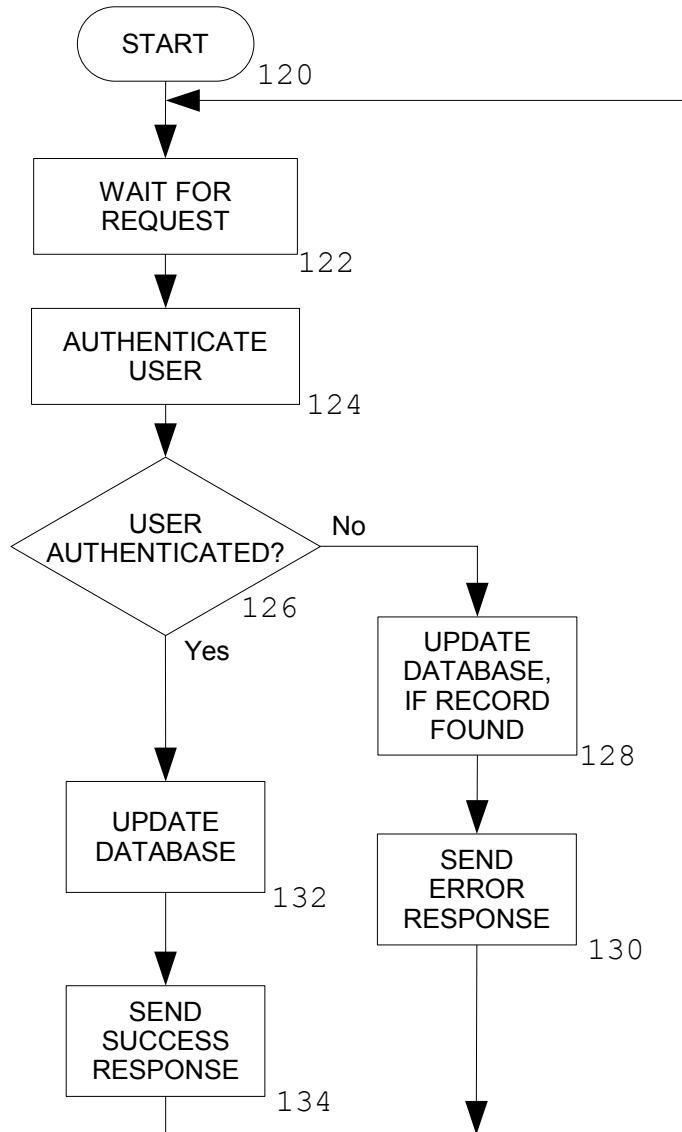 START
120
WAIT FOR
REQUEST
122
AUTHENTICATE
USER
124
USER
AUTHENTICATED?
126
No
Yes
UPDATE
DATABASE,
IF RECORD
FOUND
128
UPDATE
DATABASE
132
SEND
ERROR
RESPONSE
130
SEND
SUCCESS
RESPONSE
134